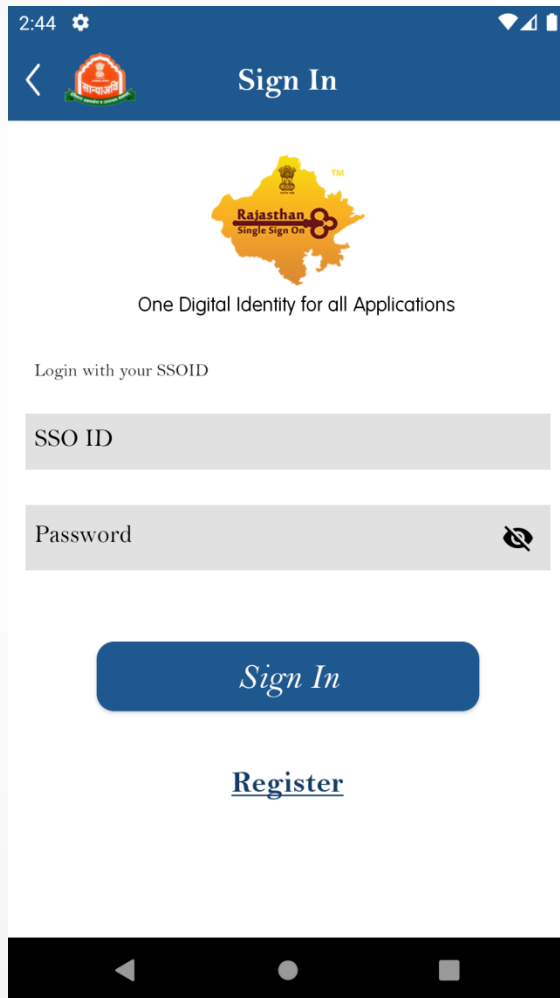 2:44
सान्याअवि
Sign In
TM
Rajasthan
Single Sign On
One Digital Identity for all Applications
Login with your SSOID
SSO ID
Password
Sign In
Register